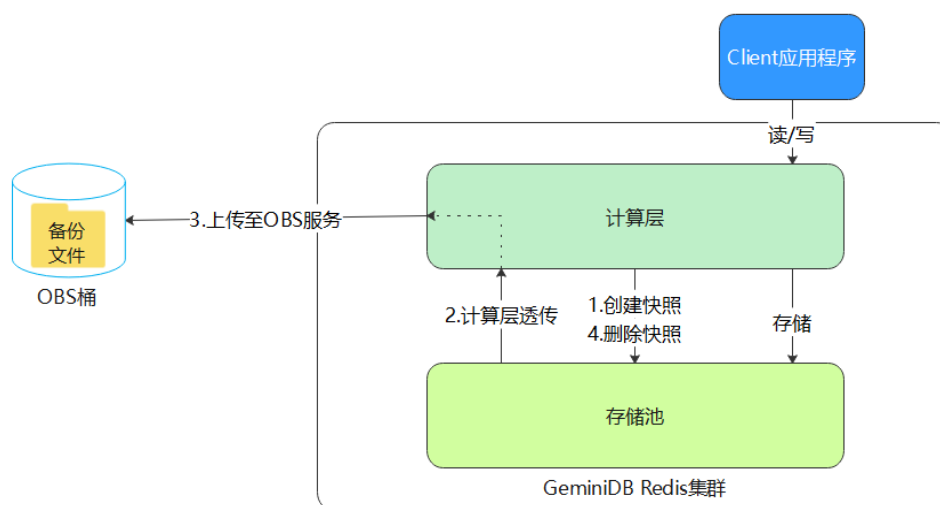 Client应用程序
读/写
计算层
3.上传至OBS服务
备份
文件
OBS桶
2.计算层透传
1.创建快照
4.删除快照
存储
存储池
GeminiDB Redis集群